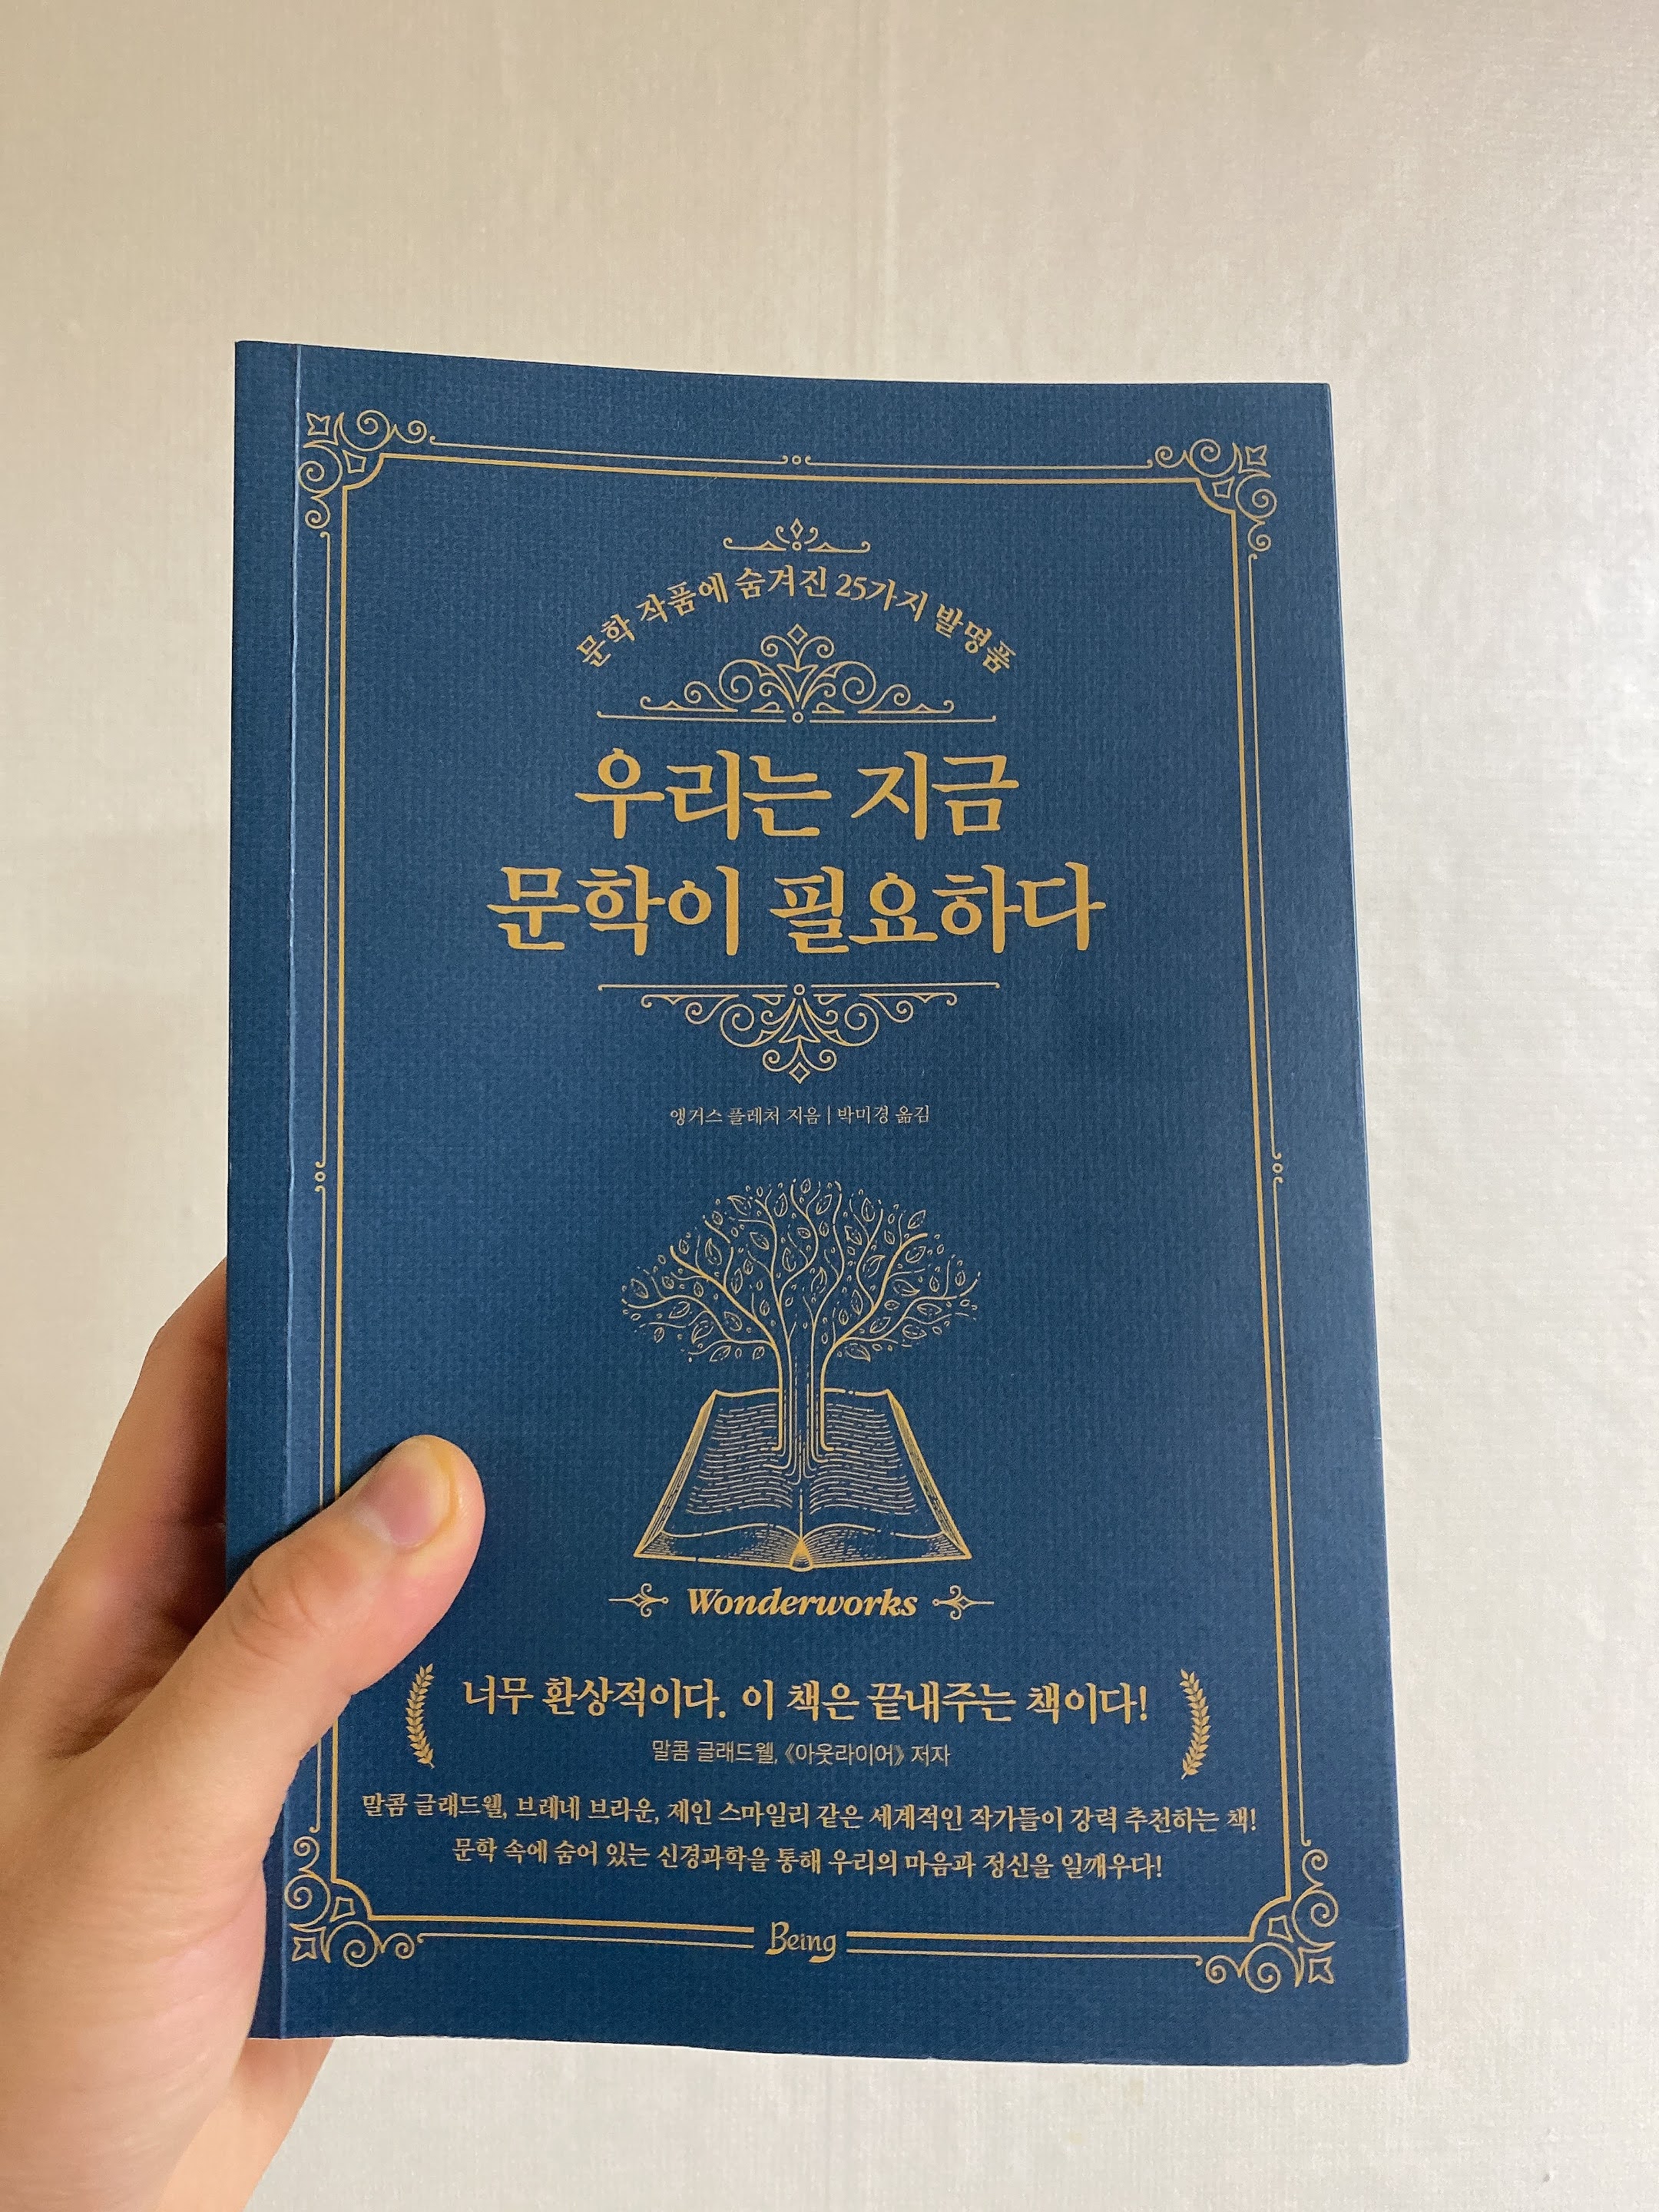 문학 작품에 숨겨진 25가지 발명품
우리는 지금
문학이 필요하다
앵거스 플레처 지음 | 박미경 옮김
Wonderworks
너무 환상적이다. 이 책은 끝내주는 책이다!
말콤 글래드웰, 《아웃라이어》 저자
말콤 글래드웰, 브레네 브라운, 제인 스마일리 같은 세계적인 작가들이 강력 추천하는 책!
문학 속에 숨어 있는 신경과학을 통해 우리의 마음과 정신을 일깨우다!
Being